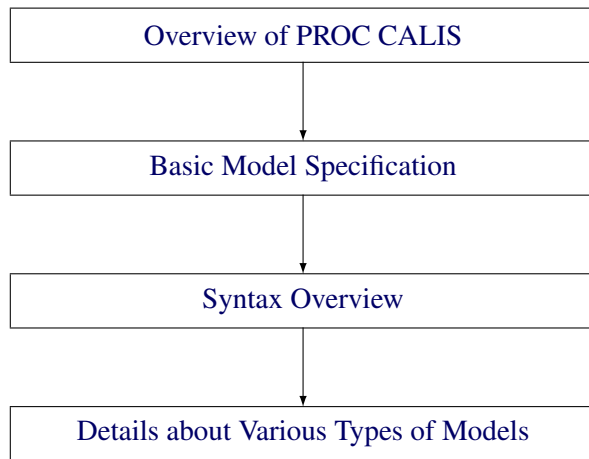 Overview of PROC CALIS
Basic Model Specification
Syntax Overview
Details about Various Types of Models